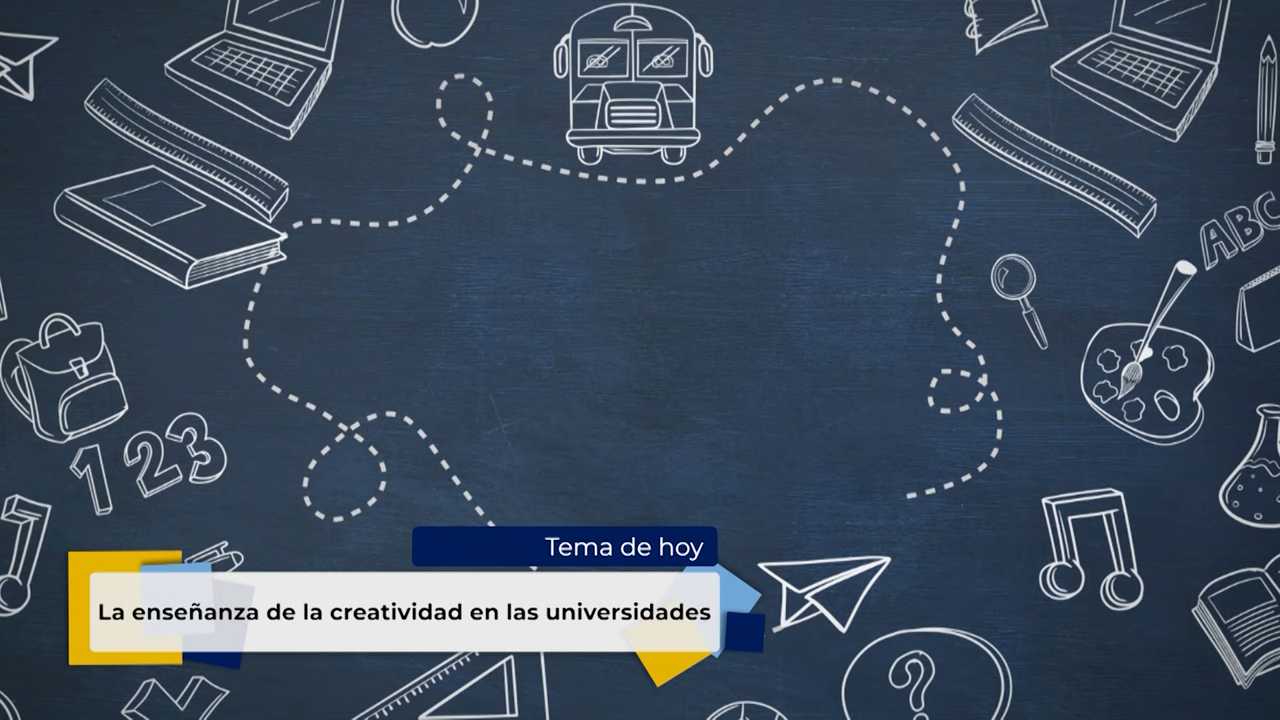 ABC
123
?
Tema de hoy
La enseñanza de la creatividad en las universidades